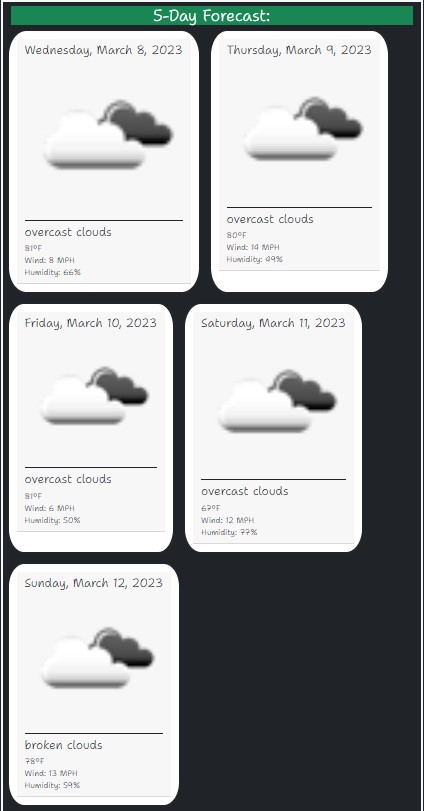 5-Day Forecast:
Wednesday, March 8, 2023
overcast clouds
81°F
Wind: 8 MPH
Humidity: 66%
Thursday, March 9, 2023
overcast clouds
80°F
Wind: 14 MPH
Humidity: 49%
Friday, March 10, 2023
overcast clouds
81°F
Wind: 6 MPH
Humidity: 50%
Saturday, March 11, 2023
overcast clouds
67°F
Wind: 12 MPH
Humidity: 77%
Sunday, March 12, 2023
broken clouds
78°F
Wind: 13 MPH
Humidity: 59%